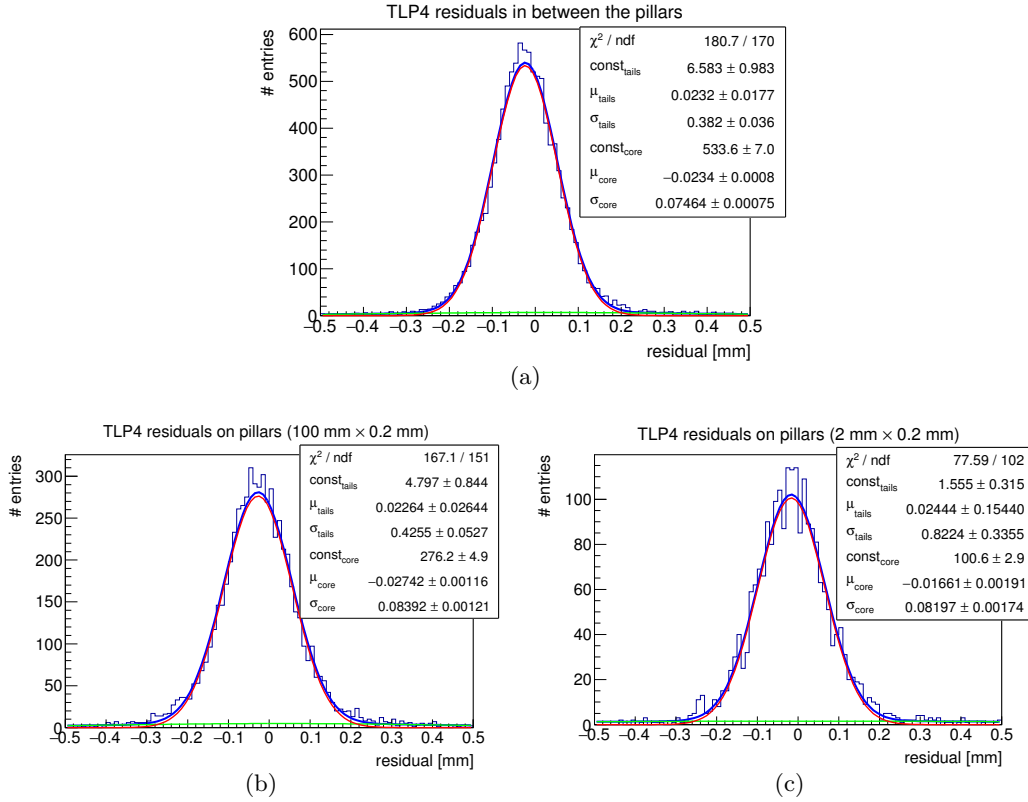 TLP4 residuals in between the pillars
# entries
χ² / ndf 180.7 / 170
const_tails 6.583 ± 0.983
μ_tails 0.0232 ± 0.0177
σ_tails 0.382 ± 0.036
const_core 533.6 ± 7.0
μ_core −0.0234 ± 0.0008
σ_core 0.07464 ± 0.00075
600
500
400
300
200
100
0
−0.5 −0.4 −0.3 −0.2 −0.1 0 0.1 0.2 0.3 0.4 0.5
residual [mm]
(a)
TLP4 residuals on pillars (100 mm × 0.2 mm)
# entries
χ² / ndf 167.1 / 151
const_tails 4.797 ± 0.844
μ_tails 0.02264 ± 0.02644
σ_tails 0.4255 ± 0.0527
const_core 276.2 ± 4.9
μ_core −0.02742 ± 0.00116
σ_core 0.08392 ± 0.00121
300
250
200
150
100
50
0
−0.5 −0.4 −0.3 −0.2 −0.1 0 0.1 0.2 0.3 0.4 0.5
residual [mm]
(b)
TLP4 residuals on pillars (2 mm × 0.2 mm)
# entries
χ² / ndf 77.59 / 102
const_tails 1.555 ± 0.315
μ_tails 0.02444 ± 0.15440
σ_tails 0.8224 ± 0.3355
const_core 100.6 ± 2.9
μ_core −0.01661 ± 0.00191
σ_core 0.08197 ± 0.00174
100
80
60
40
20
0
−0.5 −0.4 −0.3 −0.2 −0.1 0 0.1 0.2 0.3 0.4 0.5
residual [mm]
(c)